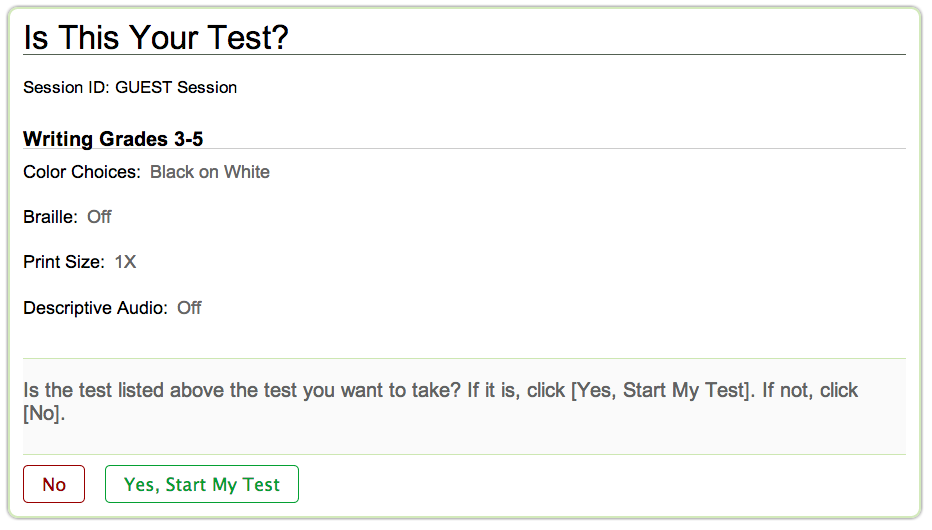 Is This Your Test?
Session ID: GUEST Session
Writing Grades 3-5
Color Choices: Black on White
Braille: Off
Print Size: 1X
Descriptive Audio: Off
Is the test listed above the test you want to take? If it is, click [Yes, Start My Test]. If not, click
[No].
No Yes, Start My Test